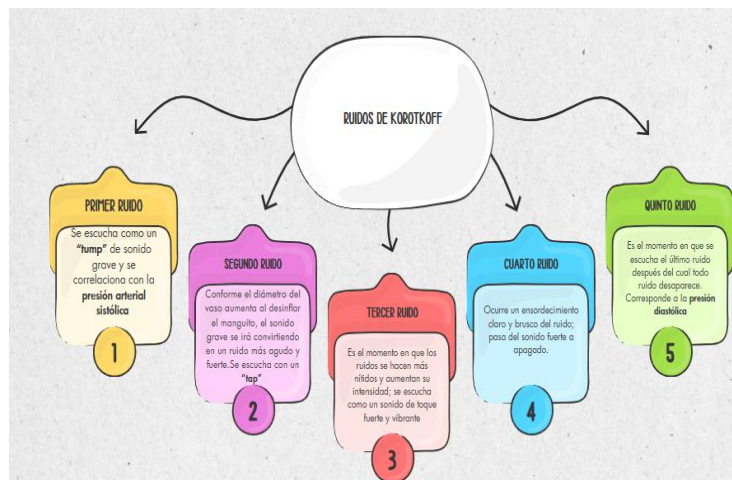 RUIDOS DE KOROTKOFF
PRIMER RUIDO
Se escucha como un
“tump” de sonido
grave y se
correlaciona con la
presión arterial
sistólica
1
SEGUNDO RUIDO
Conforme el diámetro del
vaso aumenta al desinflar
el manguito, el sonido
grave se irá convirtiendo
en un ruido más agudo y
fuerte.Se escucha con un
“tap”
2
TERCER RUIDO
Es el momento en que los
ruidos se hacen más
nítidos y aumentan su
intensidad; se escucha
como un sonido de toque
fuerte y vibrante
3
CUARTO RUIDO
Ocurre un ensordecimiento
claro y brusco del ruido;
pasa del sonido fuerte a
apagado.
4
QUINTO RUIDO
Es el momento en que se
escucha el último ruido
después del cual todo
ruido desaparece.
Corresponde a la presión
diastólica
5